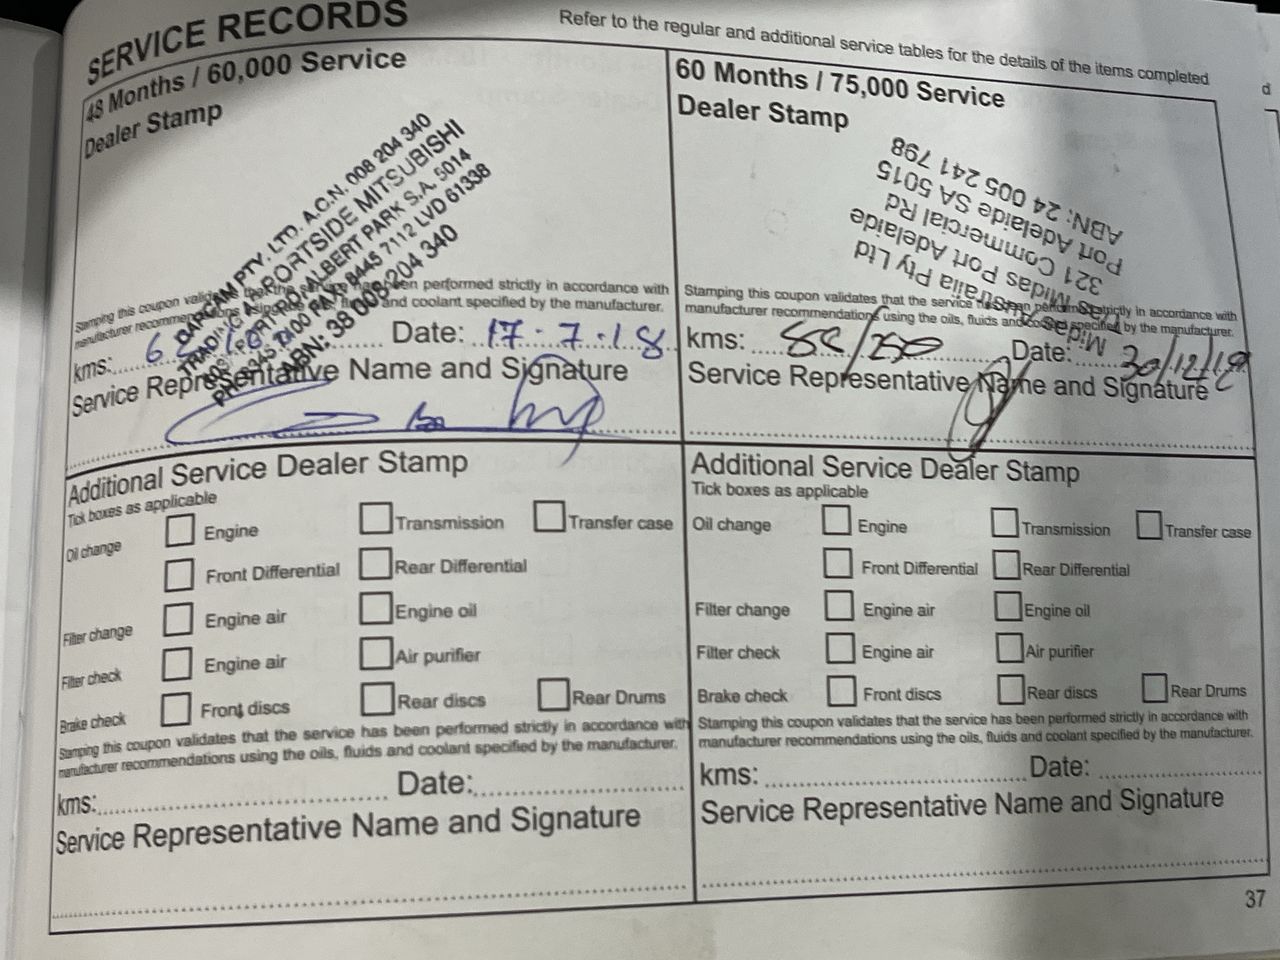 SERVICE RECORDS
Refer to the regular and additional service tables for the details of the items completed
48 Months / 60,000 Service
Dealer Stamp
DARCAM PTY. LTD. A.C.N. 008 204 340
TRADING AS PORTSIDE MITSUBISHI
PORT RD ALBERT PARK S.A. 5014
8445 7112 LVD 61338
ABN: 38 008 204 340
Stamping this coupon validates that the service has been performed strictly in accordance with
manufacturer recommendations using the oils, fluids and coolant specified by the manufacturer.
kms: Date: 17.7.18
Service Representative Name and Signature
Additional Service Dealer Stamp
Tick boxes as applicable
Oil change Engine Transmission Transfer case
Front Differential Rear Differential
Filter change Engine air Engine oil
Filter check Engine air Air purifier
Brake check Front discs Rear discs Rear Drums
Stamping this coupon validates that the service has been performed strictly in accordance with
manufacturer recommendations using the oils, fluids and coolant specified by the manufacturer.
kms: Date:
Service Representative Name and Signature
60 Months / 75,000 Service
Dealer Stamp
Midas Australia Pty Ltd
Midas Port Adelaide
321 Commercial Rd
Port Adelaide SA 5015
ABN: 24 005 241 798
Stamping this coupon validates that the service has been performed strictly in accordance with
manufacturer recommendations using the oils, fluids and coolant specified by the manufacturer.
kms: Date: 30/12/19
Service Representative Name and Signature
Additional Service Dealer Stamp
Tick boxes as applicable
Oil change Engine Transmission Transfer case
Front Differential Rear Differential
Filter change Engine air Engine oil
Filter check Engine air Air purifier
Brake check Front discs Rear discs Rear Drums
Stamping this coupon validates that the service has been performed strictly in accordance with
manufacturer recommendations using the oils, fluids and coolant specified by the manufacturer.
kms: Date:
Service Representative Name and Signature
37